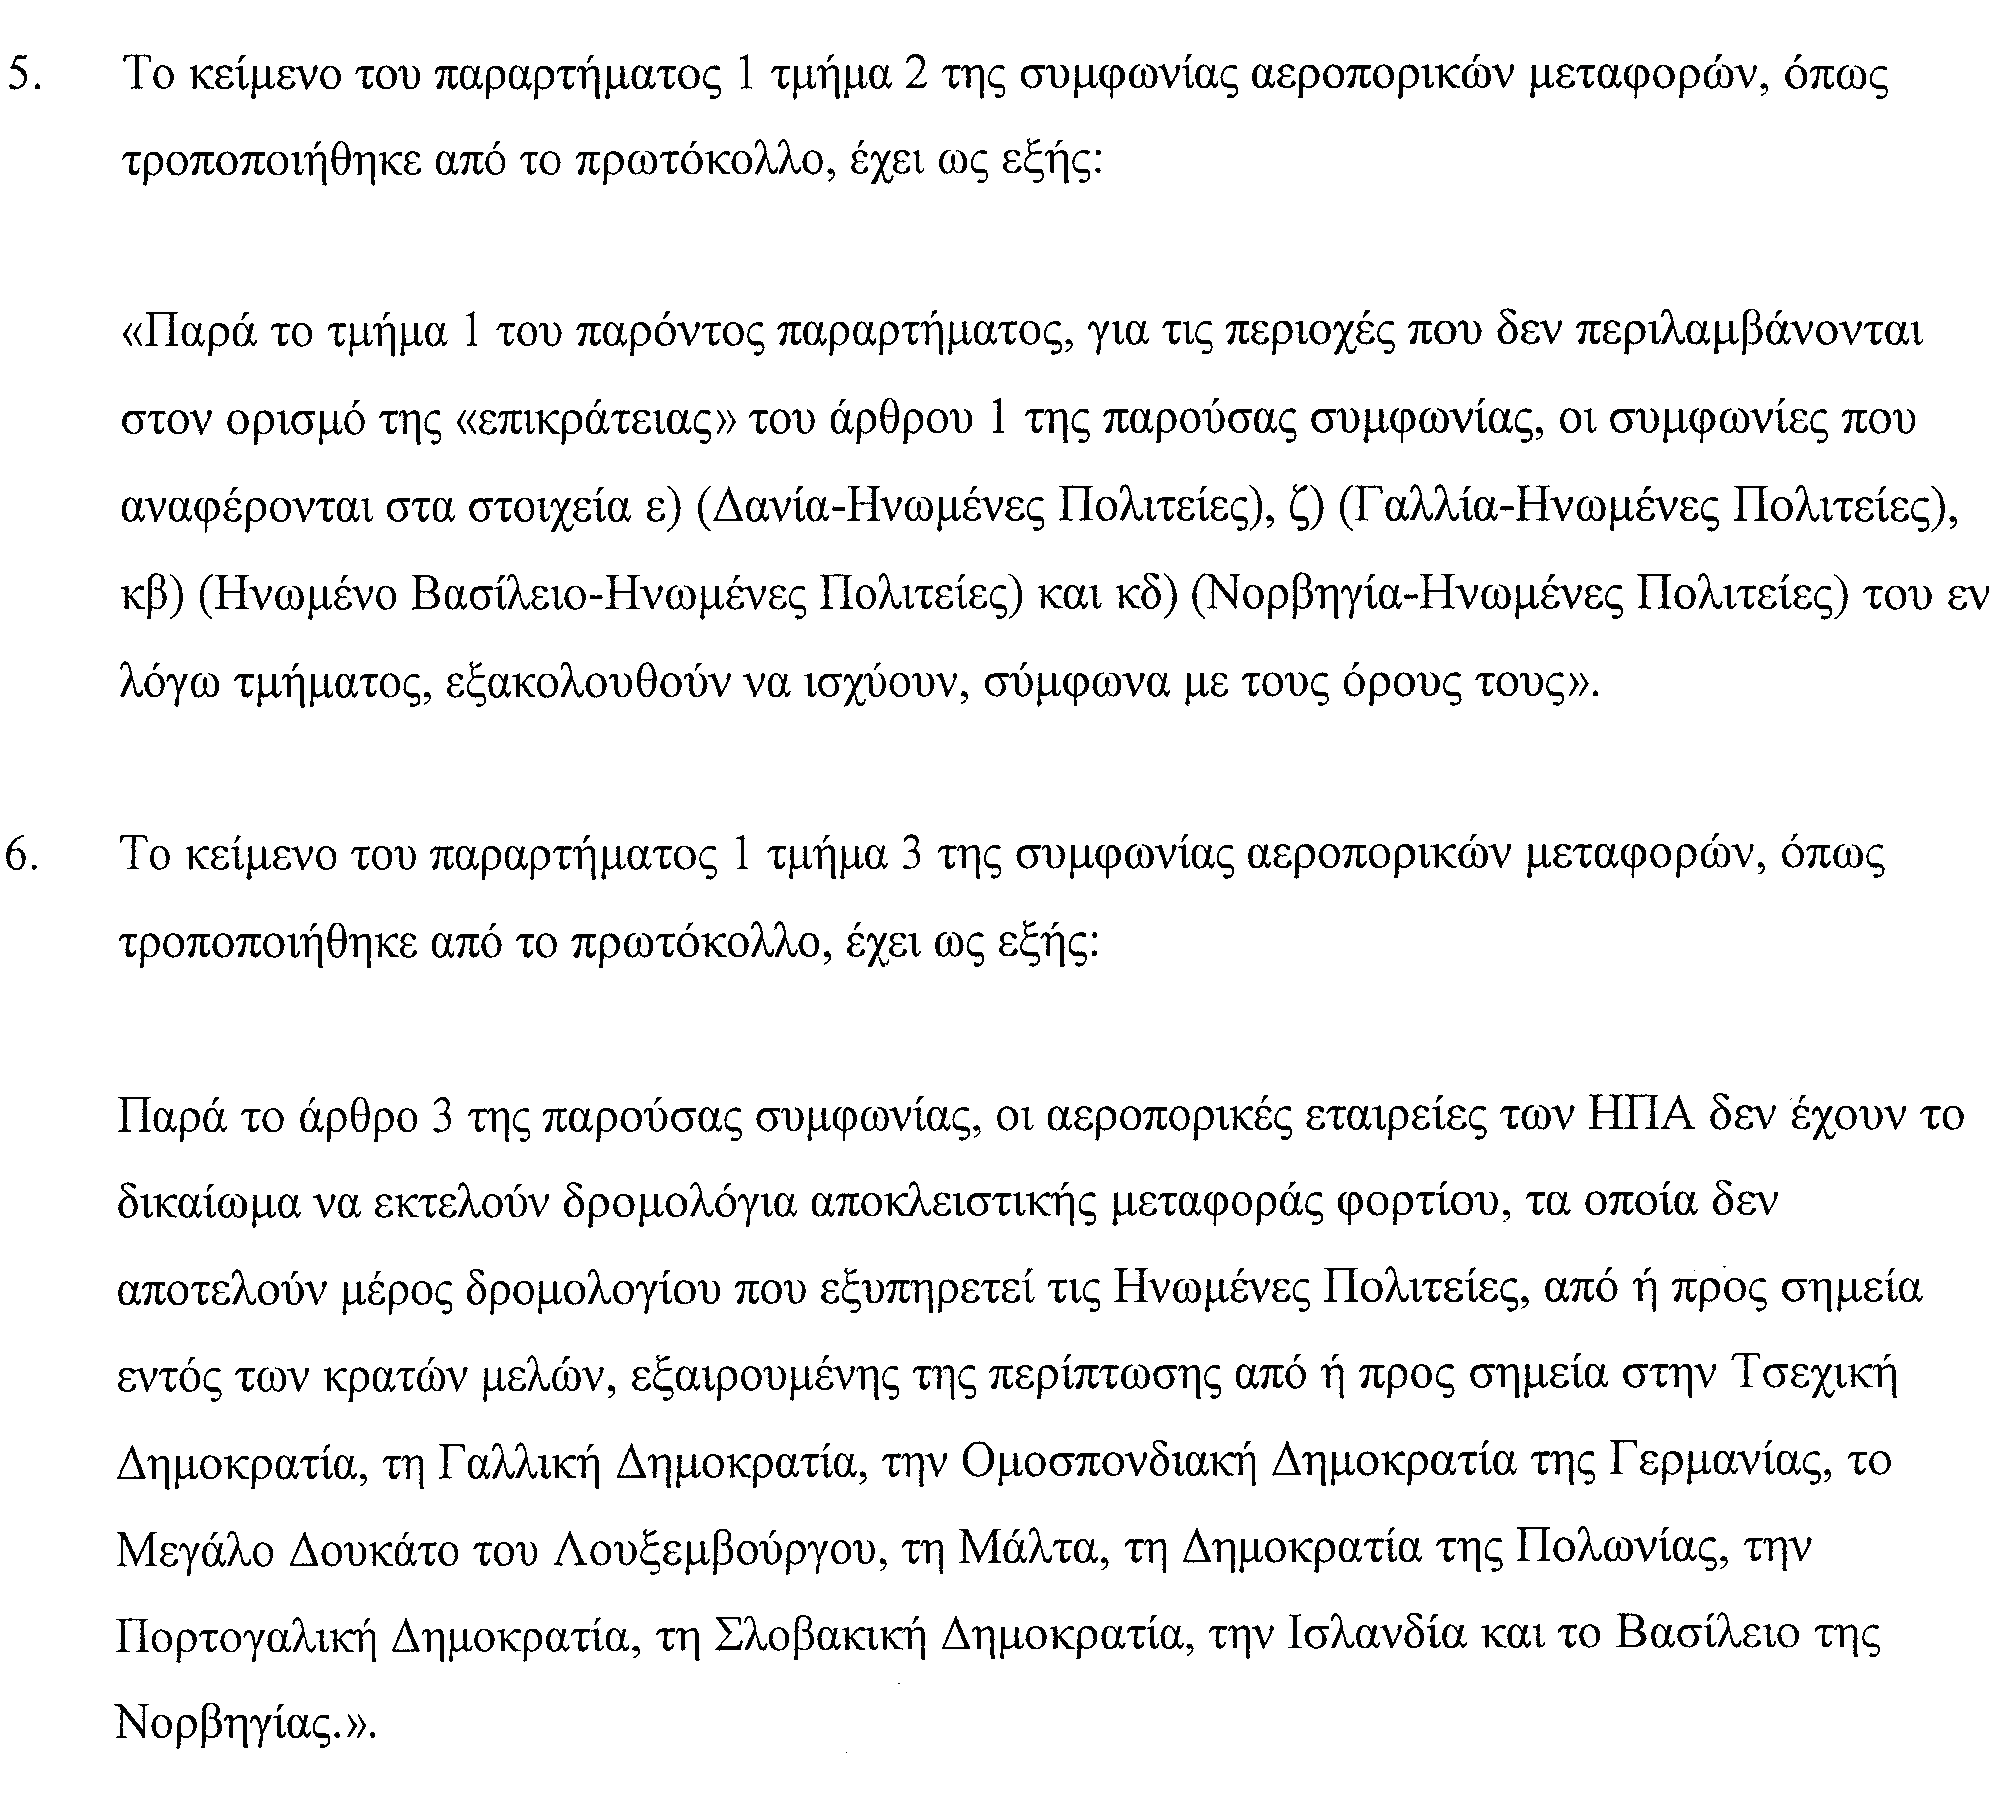 5. Το κείμενο του παραρτήματος 1 τμήμα 2 της συμφωνίας αεροπορικών μεταφορών, όπως
τροποποιήθηκε από το πρωτόκολλο, έχει ως εξής:
«Παρά το τμήμα 1 του παρόντος παραρτήματος, για τις περιοχές που δεν περιλαμβάνονται
στον ορισμό της «επικράτειας» του άρθρου 1 της παρούσας συμφωνίας, οι συμφωνίες που
αναφέρονται στα στοιχεία ε) (Δανία-Ηνωμένες Πολιτείες), ζ) (Γαλλία-Ηνωμένες Πολιτείες),
κβ) (Ηνωμένο Βασίλειο-Ηνωμένες Πολιτείες) και κδ) (Νορβηγία-Ηνωμένες Πολιτείες) του εν
λόγω τμήματος, εξακολουθούν να ισχύουν, σύμφωνα με τους όρους τους».
6. Το κείμενο του παραρτήματος 1 τμήμα 3 της συμφωνίας αεροπορικών μεταφορών, όπως
τροποποιήθηκε από το πρωτόκολλο, έχει ως εξής:
Παρά το άρθρο 3 της παρούσας συμφωνίας, οι αεροπορικές εταιρείες των ΗΠΑ δεν έχουν το
δικαίωμα να εκτελούν δρομολόγια αποκλειστικής μεταφοράς φορτίου, τα οποία δεν
αποτελούν μέρος δρομολογίου που εξυπηρετεί τις Ηνωμένες Πολιτείες, από ή προς σημεία
εντός των κρατών μελών, εξαιρουμένης της περίπτωσης από ή προς σημεία στην Τσεχική
Δημοκρατία, τη Γαλλική Δημοκρατία, την Ομοσπονδιακή Δημοκρατία της Γερμανίας, το
Μεγάλο Δουκάτο του Λουξεμβούργου, τη Μάλτα, τη Δημοκρατία της Πολωνίας, την
Πορτογαλική Δημοκρατία, τη Σλοβακική Δημοκρατία, την Ισλανδία και το Βασίλειο της
Νορβηγίας.».